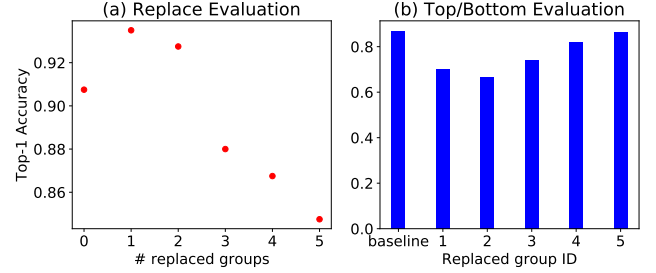 (a) Replace Evaluation
Top-1 Accuracy
0.92
0.90
0.88
0.86
0 1 2 3 4 5
# replaced groups
(b) Top/Bottom Evaluation
0.8
0.6
0.4
0.2
0.0
baseline 1 2 3 4 5
Replaced group ID